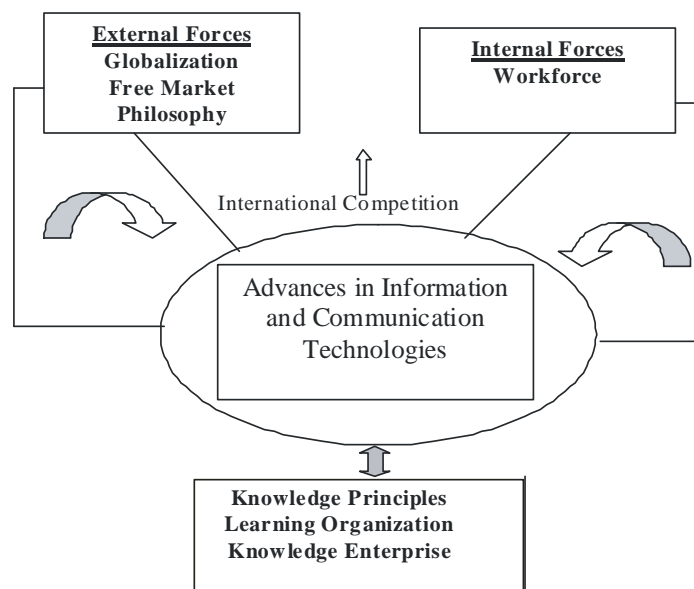 External Forces
Globalization
Free Market
Philosophy
Internal Forces
Workforce
International Competition
Advances in Information
and Communication
Technologies
Knowledge Principles
Learning Organization
Knowledge Enterprise